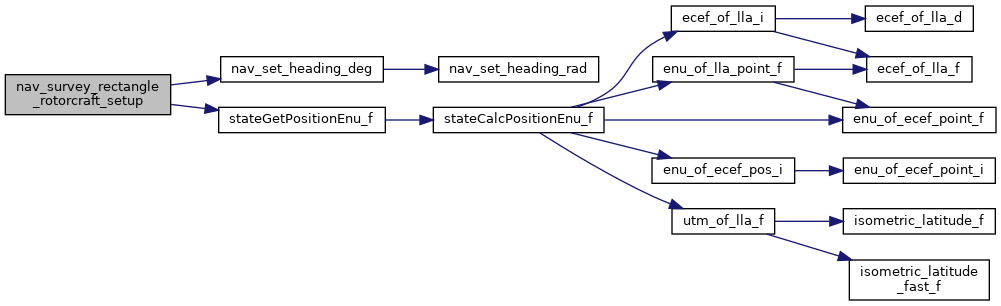 nav_survey_rectangle
_rotorcraft_setup
nav_set_heading_deg
nav_set_heading_rad
stateGetPositionEnu_f
stateCalcPositionEnu_f
ecef_of_lla_i
ecef_of_lla_d
enu_of_lla_point_f
ecef_of_lla_f
enu_of_ecef_point_f
enu_of_ecef_pos_i
enu_of_ecef_point_i
utm_of_lla_f
isometric_latitude_f
isometric_latitude
_fast_f